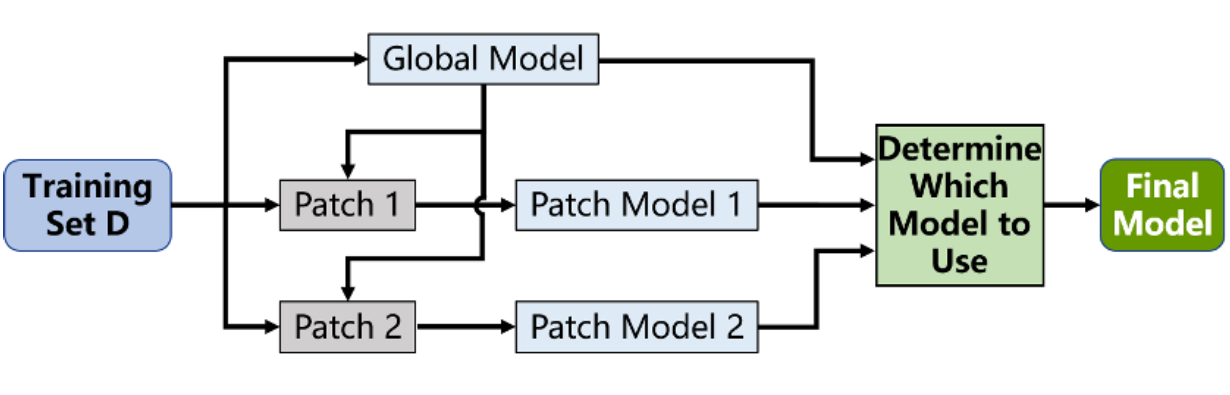 Global Model
Training
Set D
Patch 1
Patch Model 1
Patch 2
Patch Model 2
Determine
Which
Model to
Use
Final
Model